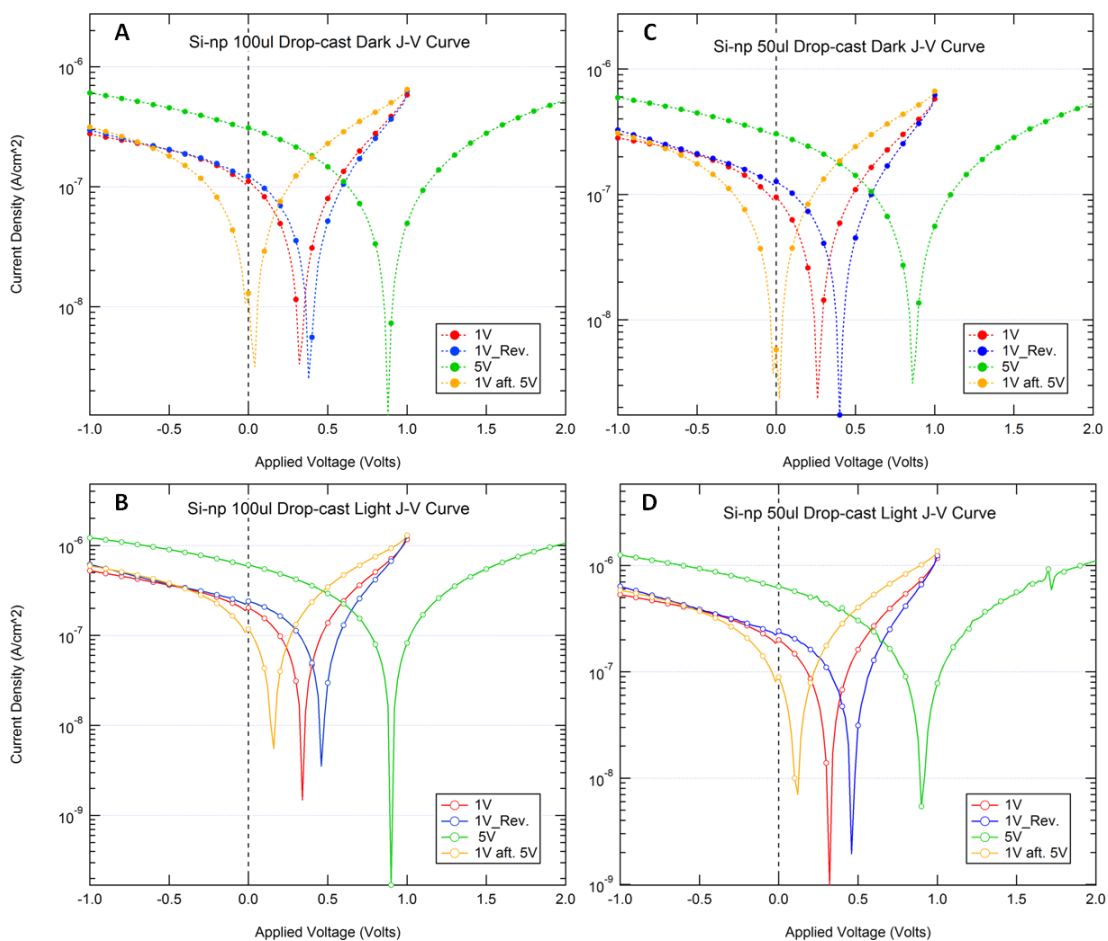 A
Si-np 100ul Drop-cast Dark J-V Curve
Current Density (A/cm^2)
10^-6
10^-7
10^-8
1V
1V_Rev.
5V
1V aft. 5V
-1.0 -0.5 0.0 0.5 1.0 1.5 2.0
Applied Voltage (Volts)
C
Si-np 50ul Drop-cast Dark J-V Curve
10^-6
10^-7
10^-8
1V
1V_Rev.
5V
1V aft. 5V
-1.0 -0.5 0.0 0.5 1.0 1.5 2.0
Applied Voltage (Volts)
B
Si-np 100ul Drop-cast Light J-V Curve
Current Density (A/cm^2)
10^-6
10^-7
10^-8
10^-9
1V
1V_Rev.
5V
1V aft. 5V
-1.0 -0.5 0.0 0.5 1.0 1.5 2.0
Applied Voltage (Volts)
D
Si-np 50ul Drop-cast Light J-V Curve
10^-6
10^-7
10^-8
10^-9
1V
1V_Rev.
5V
1V aft. 5V
-1.0 -0.5 0.0 0.5 1.0 1.5 2.0
Applied Voltage (Volts)